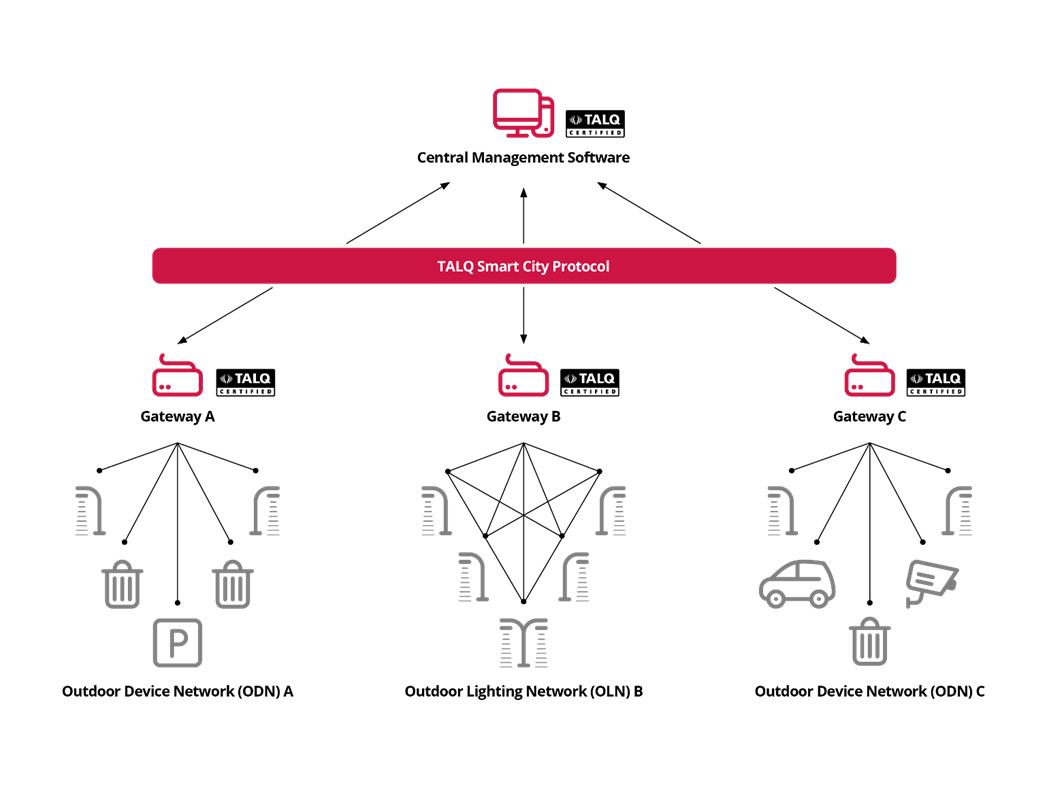 TALQ
CERTIFIED
Central Management Software
TALQ Smart City Protocol
TALQ
CERTIFIED
TALQ
CERTIFIED
TALQ
CERTIFIED
Gateway A
Gateway B
Gateway C
P
Outdoor Device Network (ODN) A
Outdoor Lighting Network (OLN) B
Outdoor Device Network (ODN) C